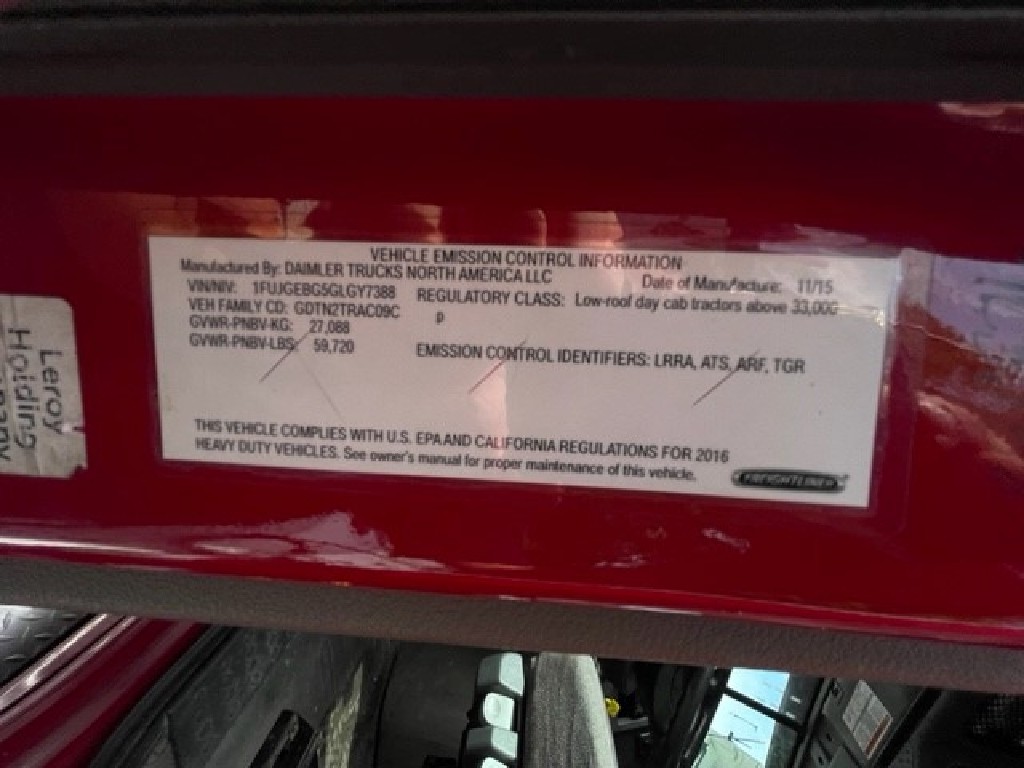 VEHICLE EMISSION CONTROL INFORMATION
Manufactured By: DAIMLER TRUCKS NORTH AMERICA LLC
Date of Manufacture: 11/15
VIN/NIV: 1FUJGEBG5GLGY7388
REGULATORY CLASS: Low-roof day cab tractors above 33,000
p
VEH FAMILY CD: GDTN2TRAC09C
GVWR-PNBV-KG: 27,088
GVWR-PNBV-LBS: 59,720
EMISSION CONTROL IDENTIFIERS: LRRA, ATS, ARF, TGR
THIS VEHICLE COMPLIES WITH U.S. EPA AND CALIFORNIA REGULATIONS FOR 2016
HEAVY DUTY VEHICLES. See owner's manual for proper maintenance of this vehicle.
FREIGHTLINER
Leroy
Holding